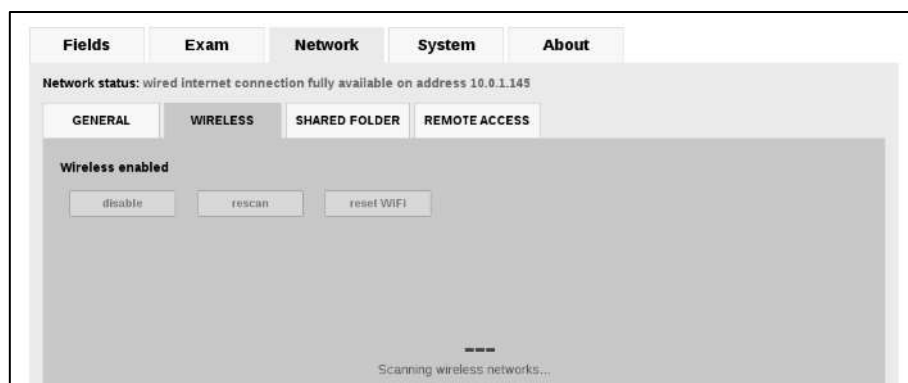 Fields Exam Network System About
Network status: wired internet connection fully available on address 10.0.1.145
GENERAL WIRELESS SHARED FOLDER REMOTE ACCESS
Wireless enabled
disable rescan reset WiFi
Scanning wireless networks...